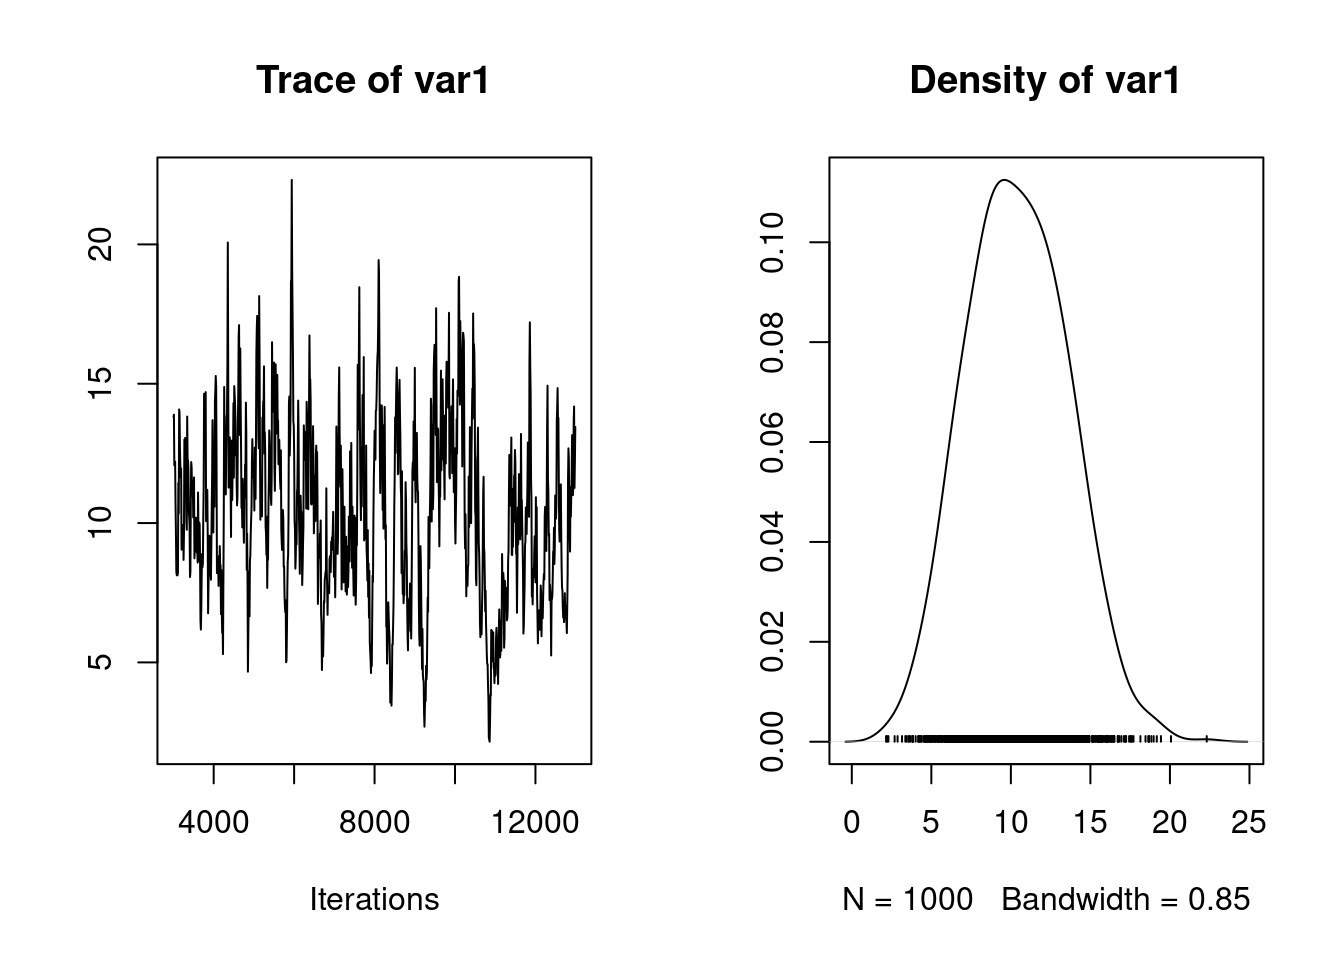 Trace of var1
20
15
10
5
4000 8000 12000
Iterations
Density of var1
0.10
0.08
0.06
0.04
0.02
0.00
0 5 10 15 20 25
N = 1000 Bandwidth = 0.85